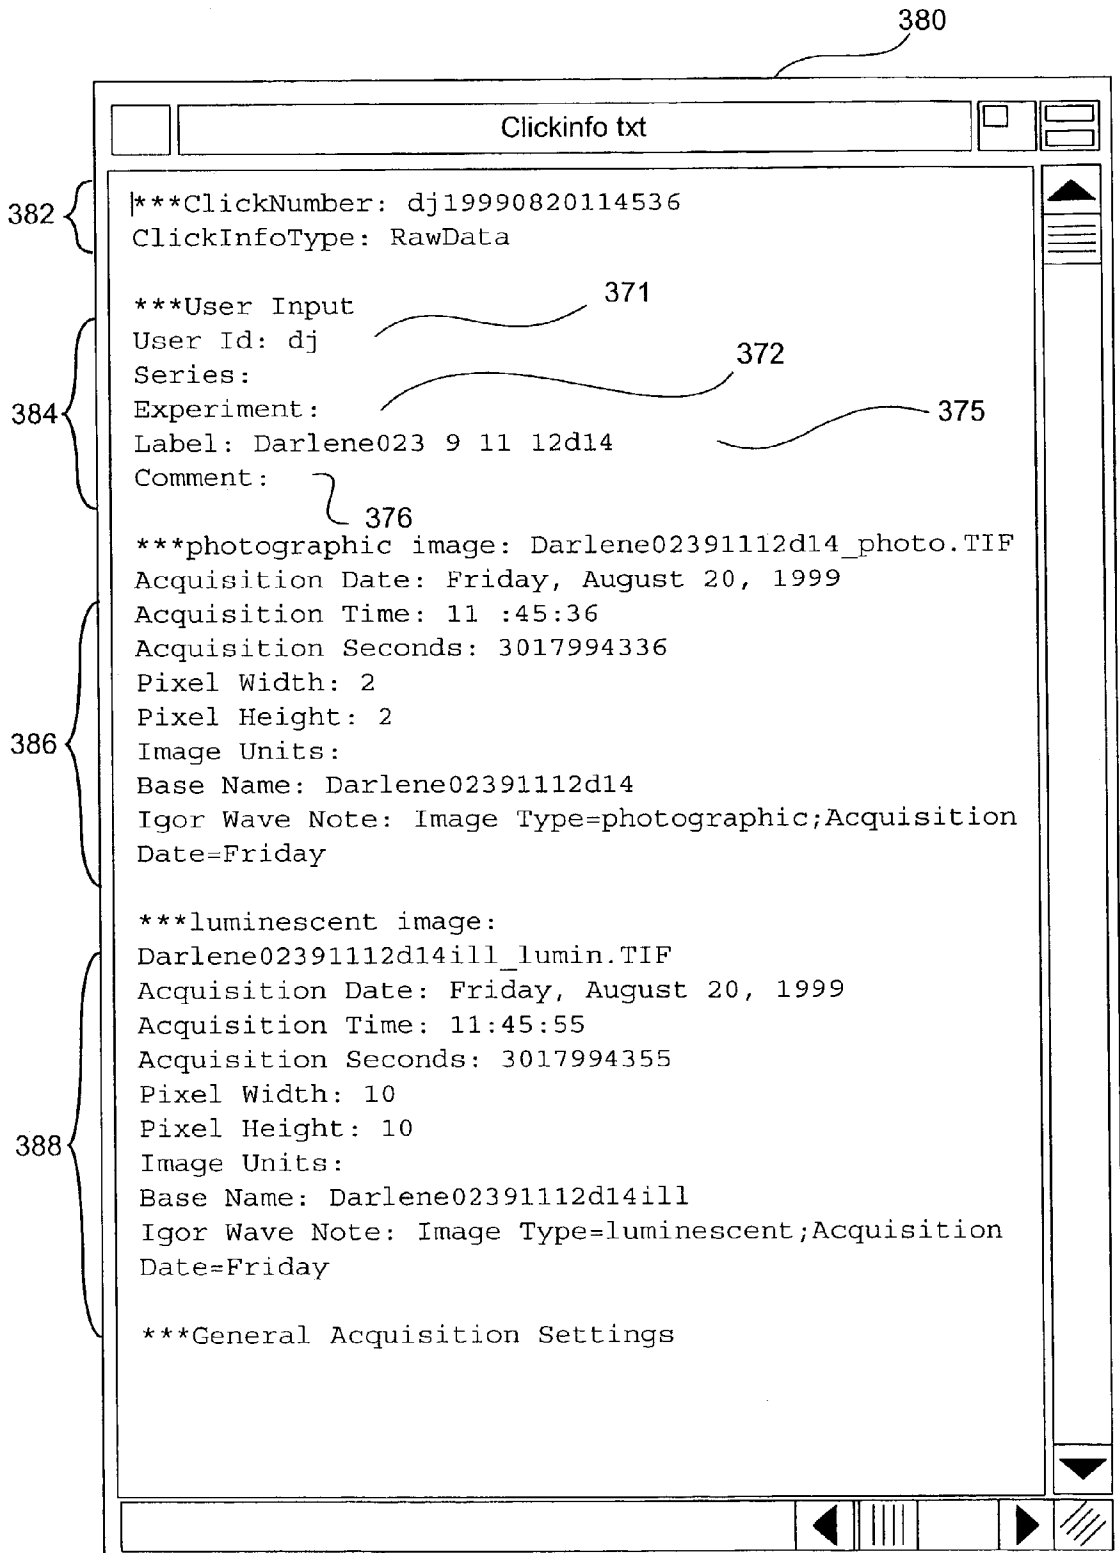 380
Clickinfo txt
382
***ClickNumber: dj19990820114536
ClickInfoType: RawData
371
***User Input
User Id: dj
372
Series:
384
Experiment:
375
Label: Darlene023 9 11 12d14
Comment:
376
***photographic image: Darlene02391112d14_photo.TIF
Acquisition Date: Friday, August 20, 1999
Acquisition Time: 11 :45:36
Acquisition Seconds: 3017994336
Pixel Width: 2
Pixel Height: 2
386
Image Units:
Base Name: Darlene02391112d14
Igor Wave Note: Image Type=photographic;Acquisition
Date=Friday
***luminescent image:
Darlene02391112d14ill_lumin.TIF
Acquisition Date: Friday, August 20, 1999
Acquisition Time: 11:45:55
Acquisition Seconds: 3017994355
Pixel Width: 10
Pixel Height: 10
388
Image Units:
Base Name: Darlene02391112d14ill
Igor Wave Note: Image Type=luminescent;Acquisition
Date=Friday
***General Acquisition Settings